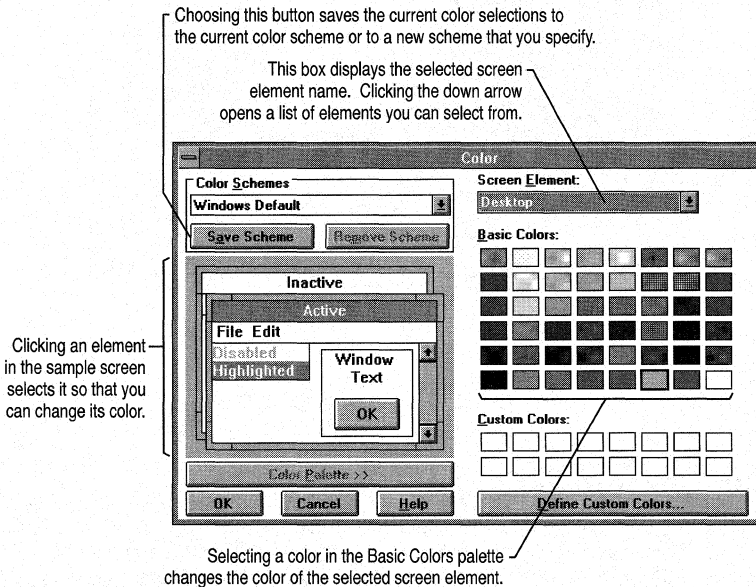 Choosing this button saves the current color selections to
the current color scheme or to a new scheme that you specify.
This box displays the selected screen
element name. Clicking the down arrow
opens a list of elements you can select from.
Color
Color Schemes
Windows Default
Save Scheme
Remove Scheme
Screen Element:
Desktop
Basic Colors:
Inactive
Active
File Edit
Disabled
Highlighted
Window
Text
OK
Clicking an element
in the sample screen
selects it so that you
can change its color.
Custom Colors:
Color Palette >>
OK
Cancel
Help
Define Custom Colors...
Selecting a color in the Basic Colors palette
changes the color of the selected screen element.